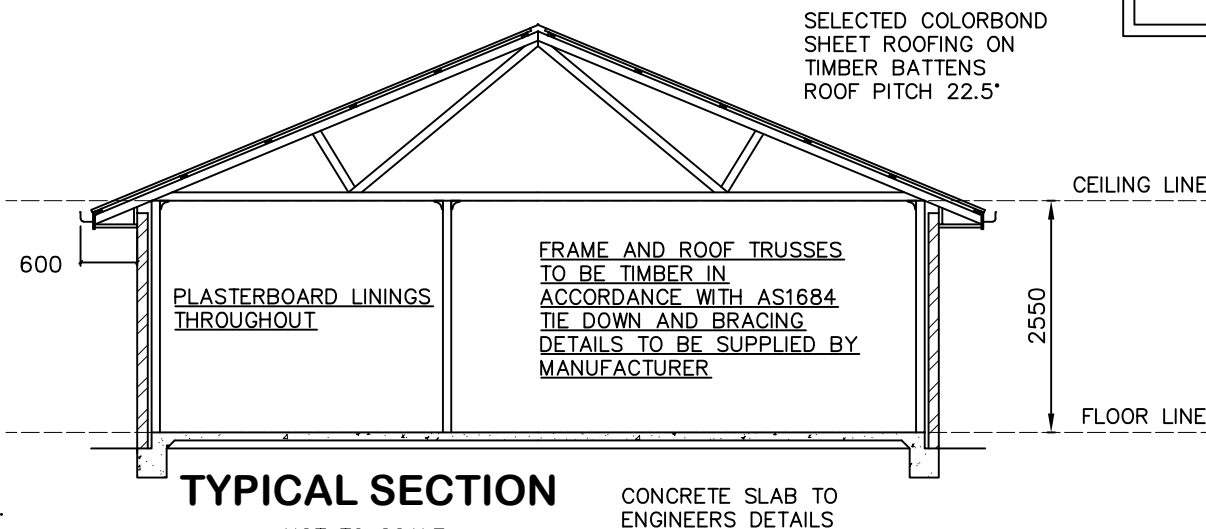 SELECTED COLORBOND
SHEET ROOFING ON
TIMBER BATTENS
ROOF PITCH 22.5°
CEILING LINE
600
FRAME AND ROOF TRUSSES
TO BE TIMBER IN
ACCORDANCE WITH AS1684
TIE DOWN AND BRACING
DETAILS TO BE SUPPLIED BY
MANUFACTURER
PLASTERBOARD LININGS
THROUGHOUT
2550
FLOOR LINE
TYPICAL SECTION
CONCRETE SLAB TO
ENGINEERS DETAILS